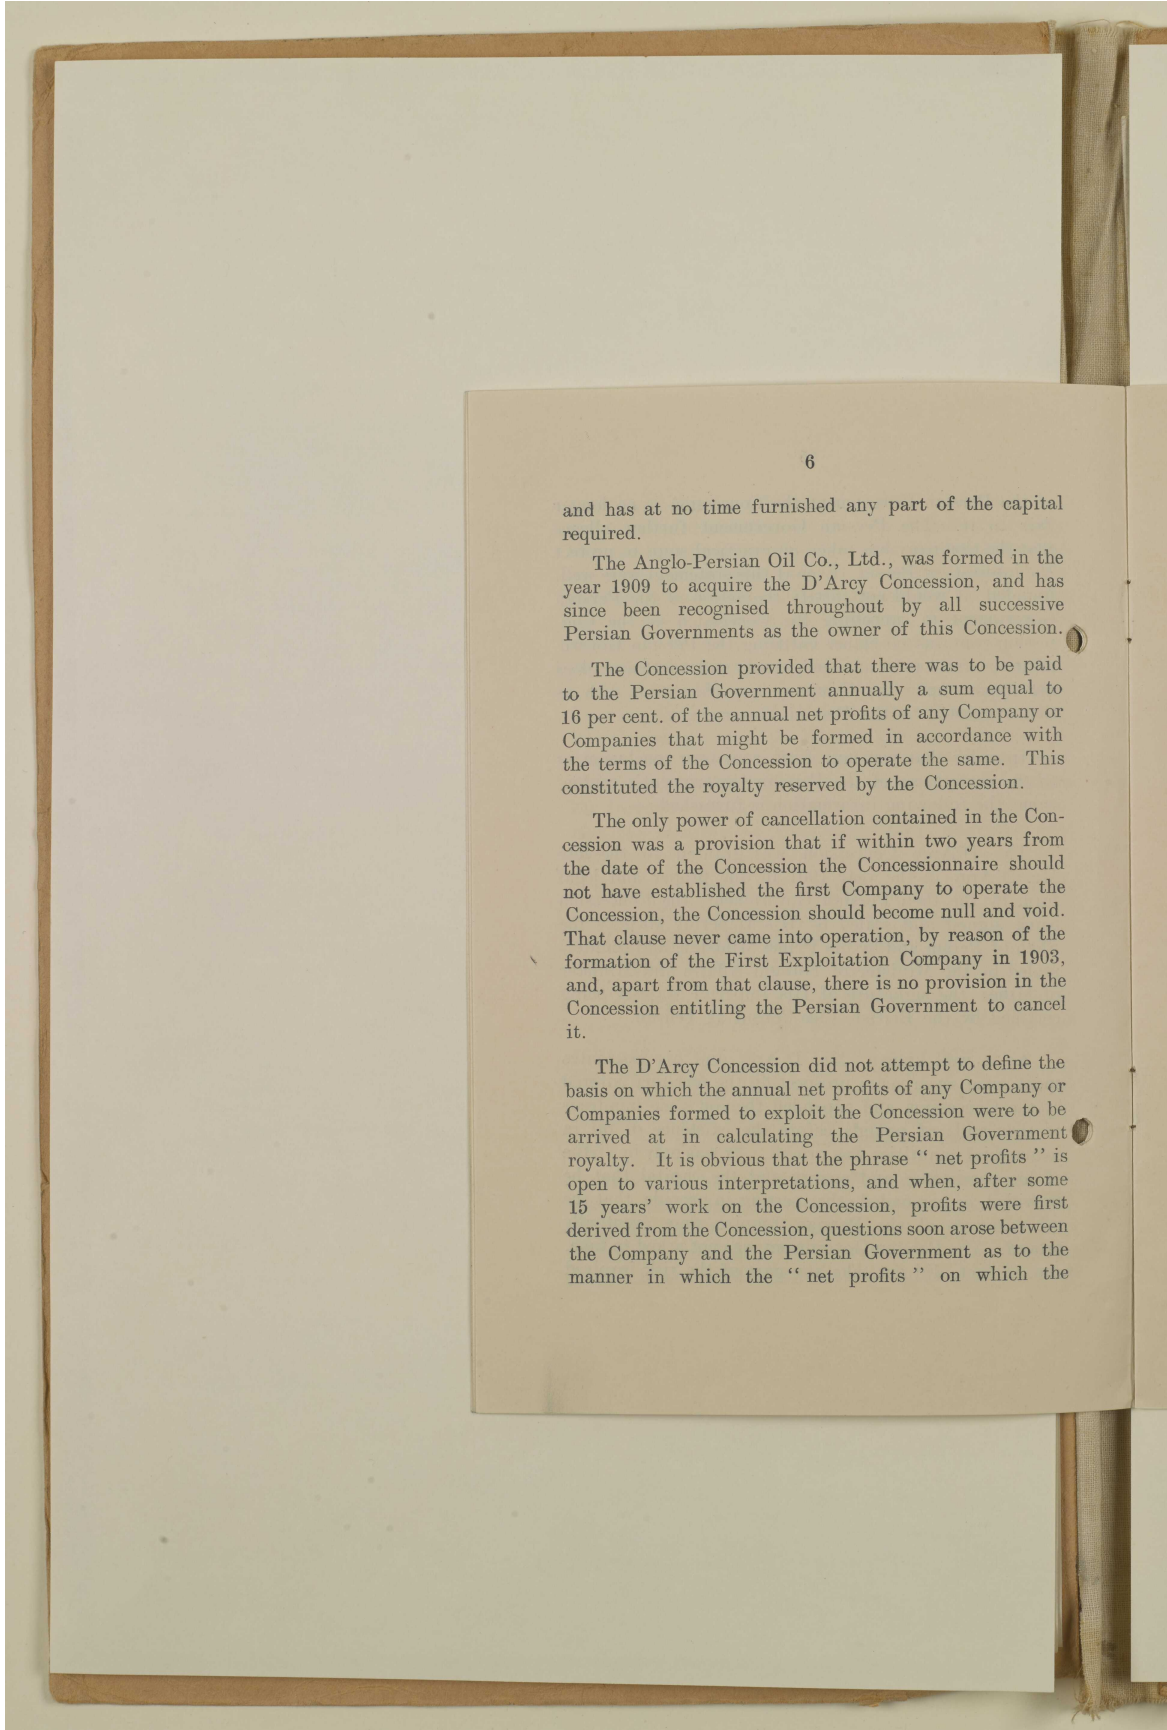 6
and has at no time furnished any part of the capital
required.
The Anglo-Persian Oil Co., Ltd., was formed in the
year 1909 to acquire the D'Arcy Concession, and has
since been recognised throughout by all successive
Persian Governments as the owner of this Concession.
The Concession provided that there was to be paid
to the Persian Government annually a sum equal to
16 per cent. of the annual net profits of any Company or
Companies that might be formed in accordance with
the terms of the Concession to operate the same. This
constituted the royalty reserved by the Concession.
The only power of cancellation contained in the Con-
cession was a provision that if within two years from
the date of the Concession the Concessionnaire should
not have established the first Company to operate the
Concession, the Concession should become null and void.
That clause never came into operation, by reason of the
formation of the First Exploitation Company in 1903,
and, apart from that clause, there is no provision in the
Concession entitling the Persian Government to cancel
it.
The D'Arcy Concession did not attempt to define the
basis on which the annual net profits of any Company or
Companies formed to exploit the Concession were to be
arrived at in calculating the Persian Government
royalty. It is obvious that the phrase “ net profits ” is
open to various interpretations, and when, after some
15 years' work on the Concession, profits were first
derived from the Concession, questions soon arose between
the Company and the Persian Government as to the
manner in which the “ net profits ” on which the